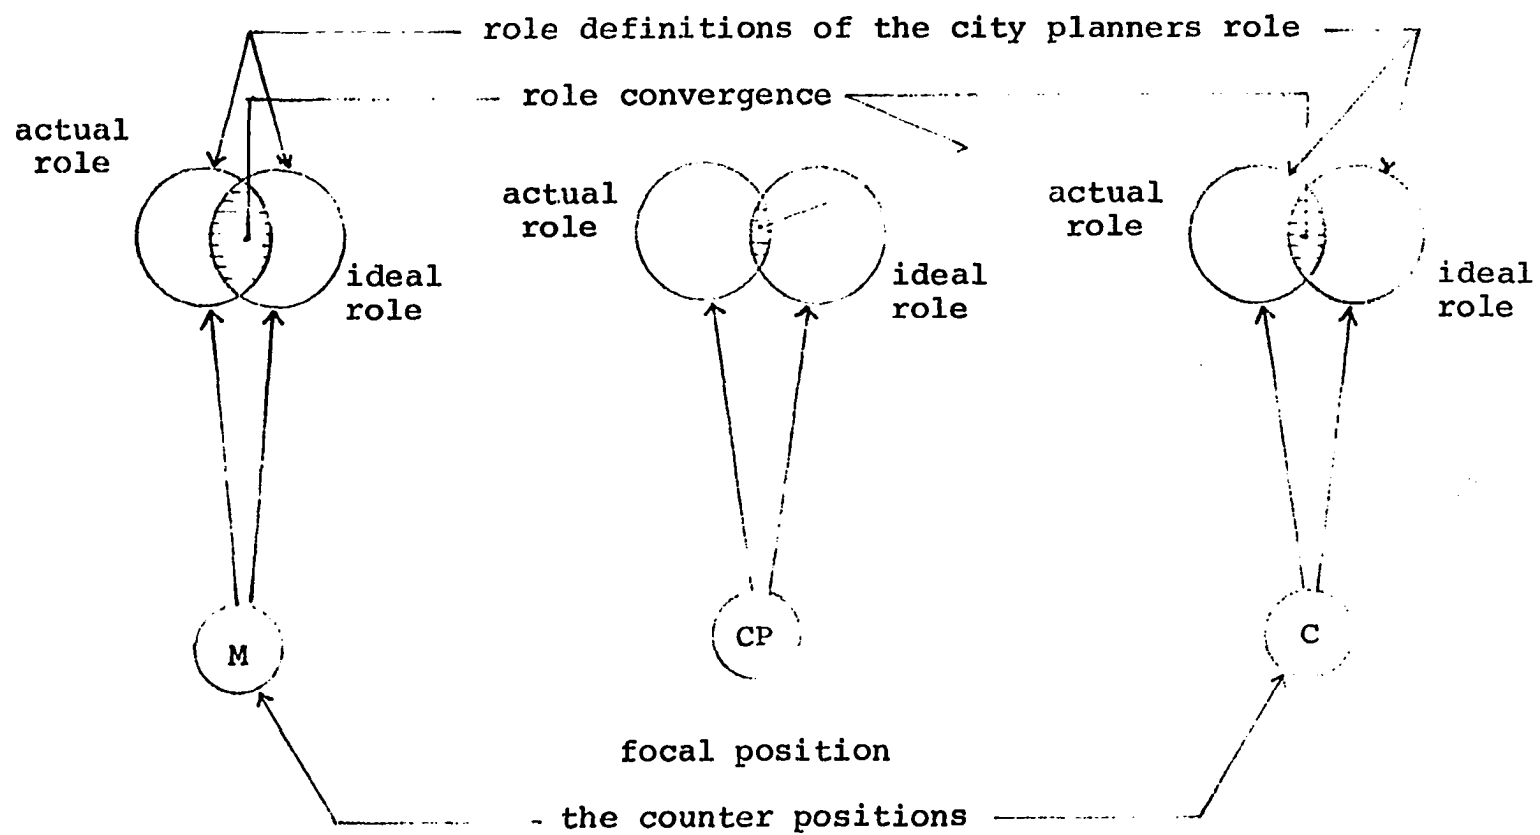 role definitions of the city planners role
role convergence
actual
role
ideal
role
actual
role
ideal
role
actual
role
ideal
role
M
CP
C
focal position
the counter positions